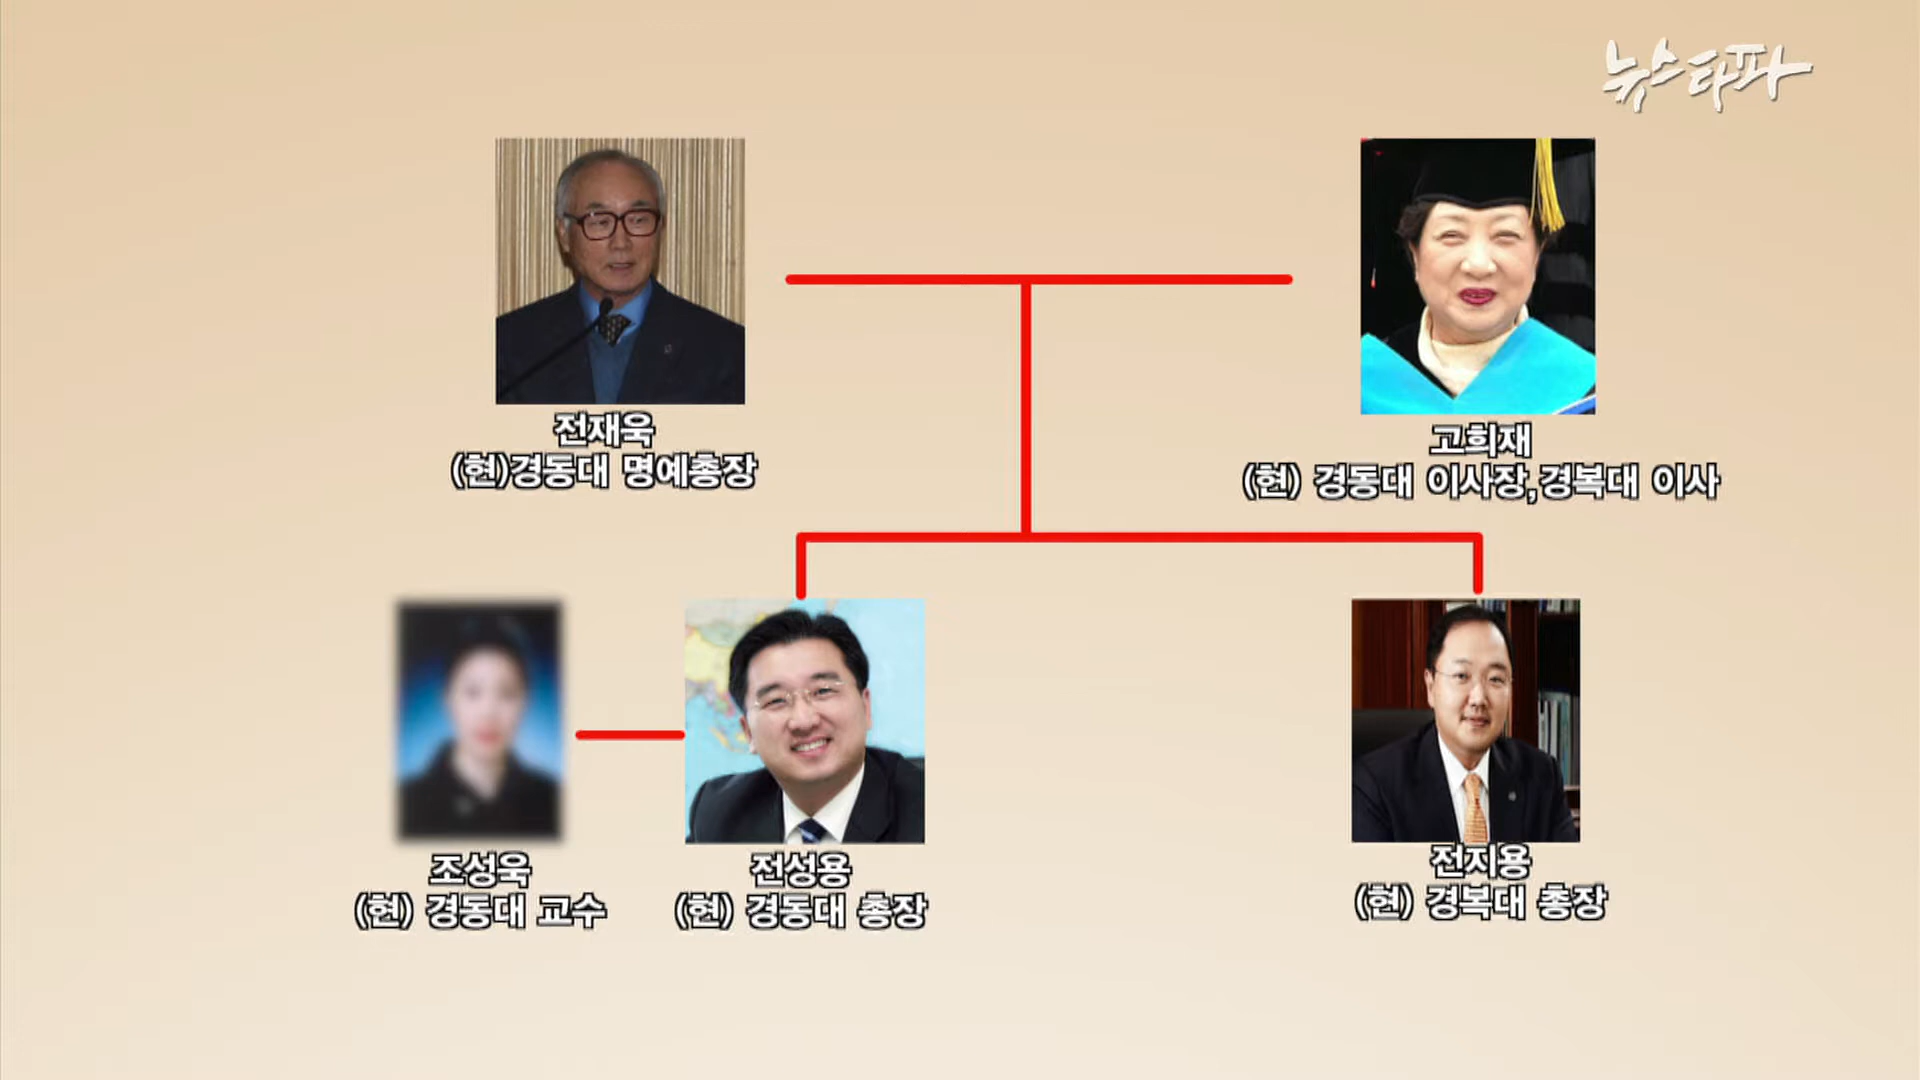 뉴스타파
전재욱
(현)경동대 명예총장
고희재
(현) 경동대 이사장,경복대 이사
조성욱
(현) 경동대 교수
전성용
(현) 경동대 총장
전지용
(현) 경복대 총장